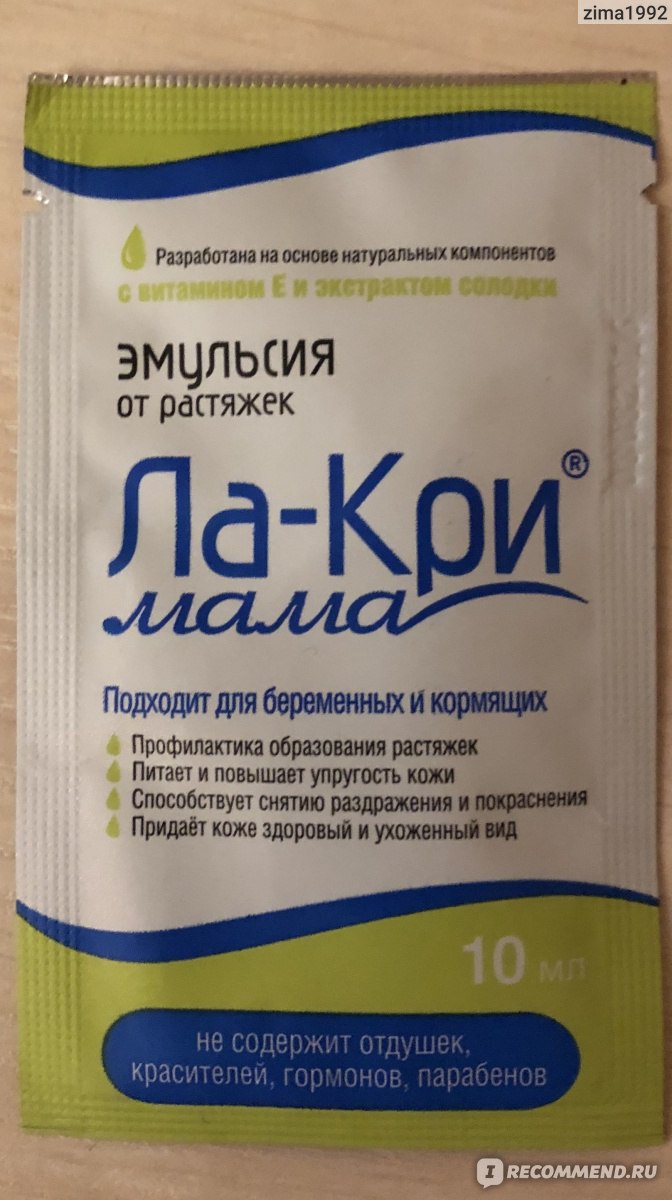 zima1992
Разработана на основе натуральных компонентов
с витамином Е и экстрактом солодки
эмульсия
от растяжек
Ла-Кри®
мама
Подходит для беременных и кормящих
Профилактика образования растяжек
Питает и повышает упругость кожи
Способствует снятию раздражения и покраснения
Придаёт коже здоровый и ухоженный вид
10 мл
не содержит отдушек,
красителей, гормонов, парабенов
IRECOMMEND.RU